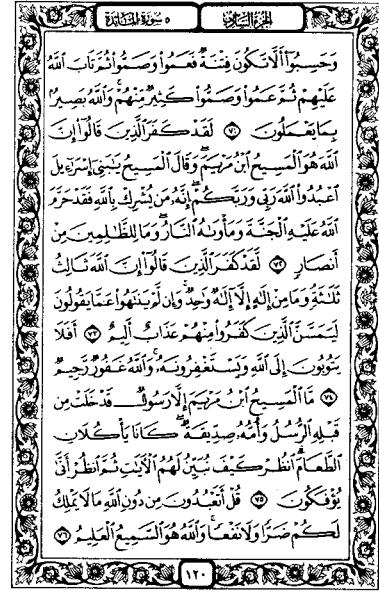 الجزء السادس
٥ سورة المائدة
وَحَسِبُوٓا۟ أَلَّا تَكُونَ فِتْنَةٌ فَعَمُوا۟ وَصَمُّوا۟ ثُمَّ تَابَ ٱللَّهُ
عَلَيْهِمْ ثُمَّ عَمُوا۟ وَصَمُّوا۟ كَثِيرٌ مِّنْهُمْ ۚ وَٱللَّهُ بَصِيرٌۢ
بِمَا يَعْمَلُونَ ٧١ لَقَدْ كَفَرَ ٱلَّذِينَ قَالُوٓا۟ إِنَّ
ٱللَّهَ هُوَ ٱلْمَسِيحُ ٱبْنُ مَرْيَمَ ۖ وَقَالَ ٱلْمَسِيحُ يَٰبَنِىٓ إِسْرَٰٓءِيلَ
ٱعْبُدُوا۟ ٱللَّهَ رَبِّى وَرَبَّكُمْ ۖ إِنَّهُۥ مَن يُشْرِكْ بِٱللَّهِ فَقَدْ حَرَّمَ
ٱللَّهُ عَلَيْهِ ٱلْجَنَّةَ وَمَأْوَىٰهُ ٱلنَّارُ ۖ وَمَا لِلظَّٰلِمِينَ مِنْ
أَنصَارٍ ٧٢ لَّقَدْ كَفَرَ ٱلَّذِينَ قَالُوٓا۟ إِنَّ ٱللَّهَ ثَالِثُ
ثَلَٰثَةٍ ۘ وَمَا مِنْ إِلَٰهٍ إِلَّآ إِلَٰهٌ وَٰحِدٌ ۚ وَإِن لَّمْ يَنتَهُوا۟ عَمَّا يَقُولُونَ
لَيَمَسَّنَّ ٱلَّذِينَ كَفَرُوا۟ مِنْهُمْ عَذَابٌ أَلِيمٌ ٧٣ أَفَلَا
يَتُوبُونَ إِلَى ٱللَّهِ وَيَسْتَغْفِرُونَهُۥ ۚ وَٱللَّهُ غَفُورٌ رَّحِيمٌ
٧٤ مَّا ٱلْمَسِيحُ ٱبْنُ مَرْيَمَ إِلَّا رَسُولٌ قَدْ خَلَتْ مِن
قَبْلِهِ ٱلرُّسُلُ وَأُمُّهُۥ صِدِّيقَةٌ ۖ كَانَا يَأْكُلَانِ
ٱلطَّعَامَ ۗ ٱنظُرْ كَيْفَ نُبَيِّنُ لَهُمُ ٱلْءَايَٰتِ ثُمَّ ٱنظُرْ أَنَّىٰ
يُؤْفَكُونَ ٧٥ قُلْ أَتَعْبُدُونَ مِن دُونِ ٱللَّهِ مَا لَا يَمْلِكُ
لَكُمْ ضَرًّا وَلَا نَفْعًا ۚ وَٱللَّهُ هُوَ ٱلسَّمِيعُ ٱلْعَلِيمُ ٧٦
١٢٠